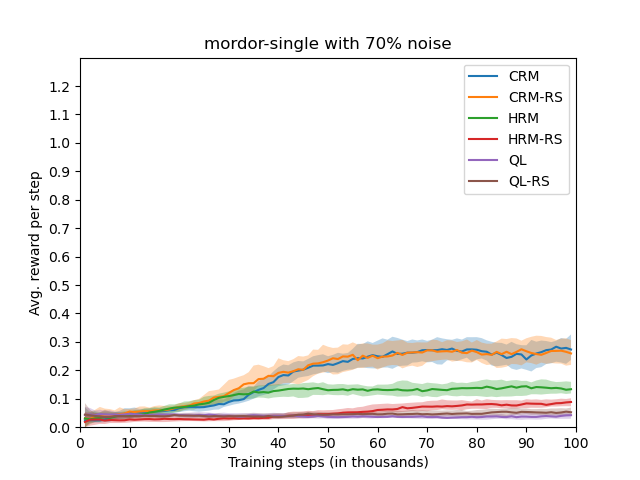 mordor-single with 70% noise
CRM
CRM-RS
HRM
HRM-RS
QL
QL-RS
Avg. reward per step
1.2
1.1
1.0
0.9
0.8
0.7
0.6
0.5
0.4
0.3
0.2
0.1
0.0
0 10 20 30 40 50 60 70 80 90 100
Training steps (in thousands)